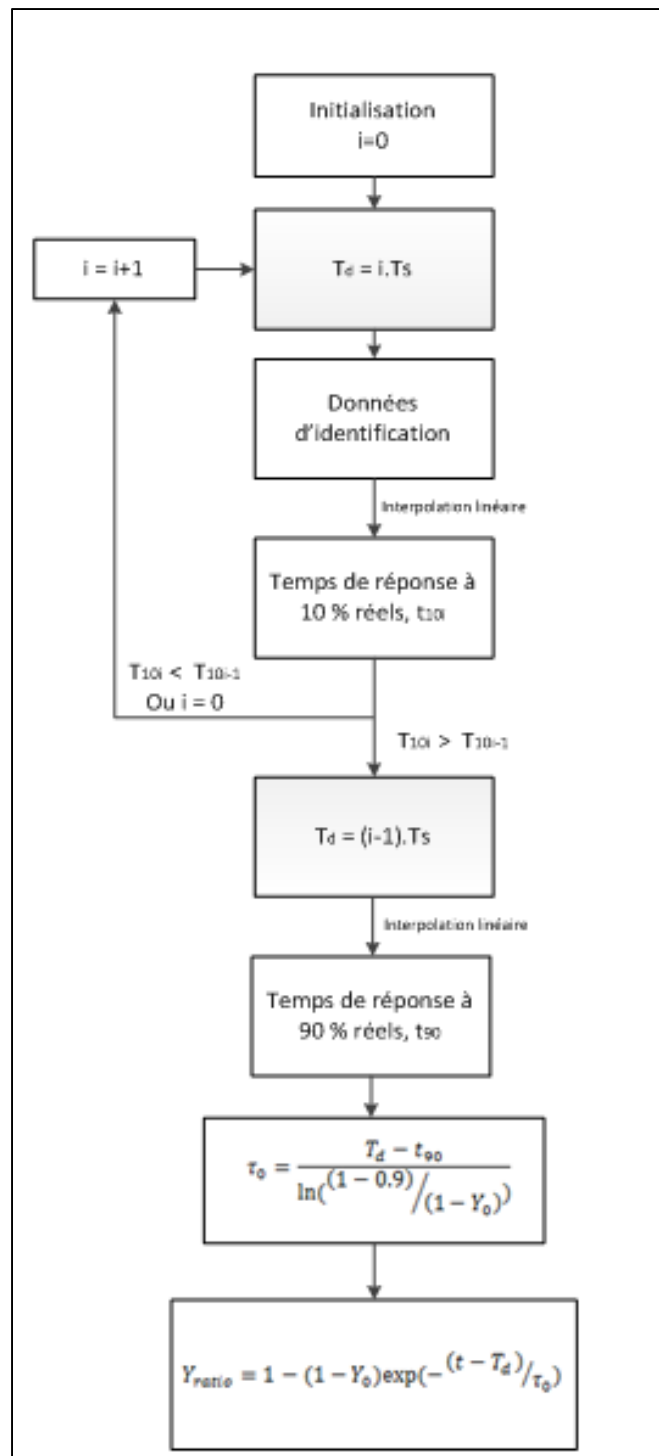 Initialisation
i=0
i = i+1
Td = i.Ts
Données
d'identification
Interpolation linéaire
Temps de réponse à
10 % réels, t10i
T10i < T10i-1
Ou i = 0
T10i > T10i-1
Td = (i-1).Ts
Interpolation linéaire
Temps de réponse à
90 % réels, t90
τ0 = (Td − t90) / ln((1 − 0.9)/(1 − Y0))
Yratio = 1 − (1 − Y0)exp(−(t − Td)/τ0)